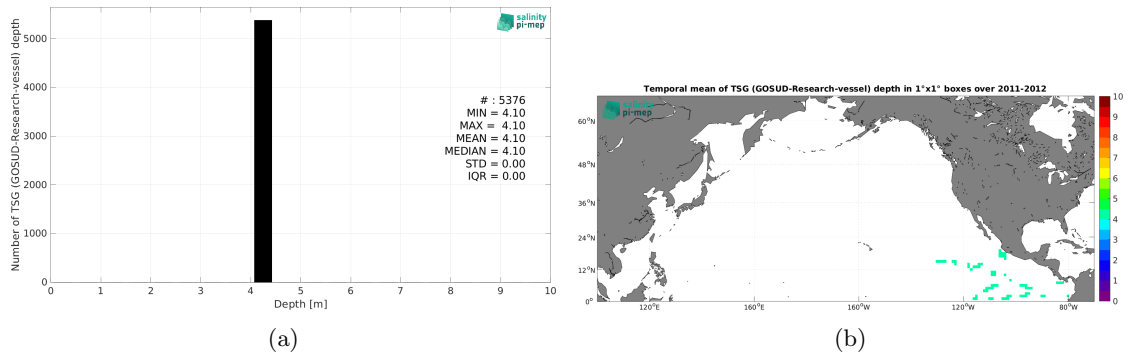 salinity
pi-mep
Number of TSG (GOSUD-Research-vessel) depth
5000
4000
3000
2000
1000
0
# : 5376
MIN = 4.10
MAX = 4.10
MEAN = 4.10
MEDIAN = 4.10
STD = 0.00
IQR = 0.00
0 1 2 3 4 5 6 7 8 9 10
Depth [m]
(a)
Temporal mean of TSG (GOSUD-Research-vessel) depth in 1°x1° boxes over 2011-2012
salinity
pi-mep
60°N
48°N
36°N
24°N
12°N
0°
120°E 160°E 160°W 120°W 80°W
10
9
8
7
6
5
4
3
2
1
0
(b)